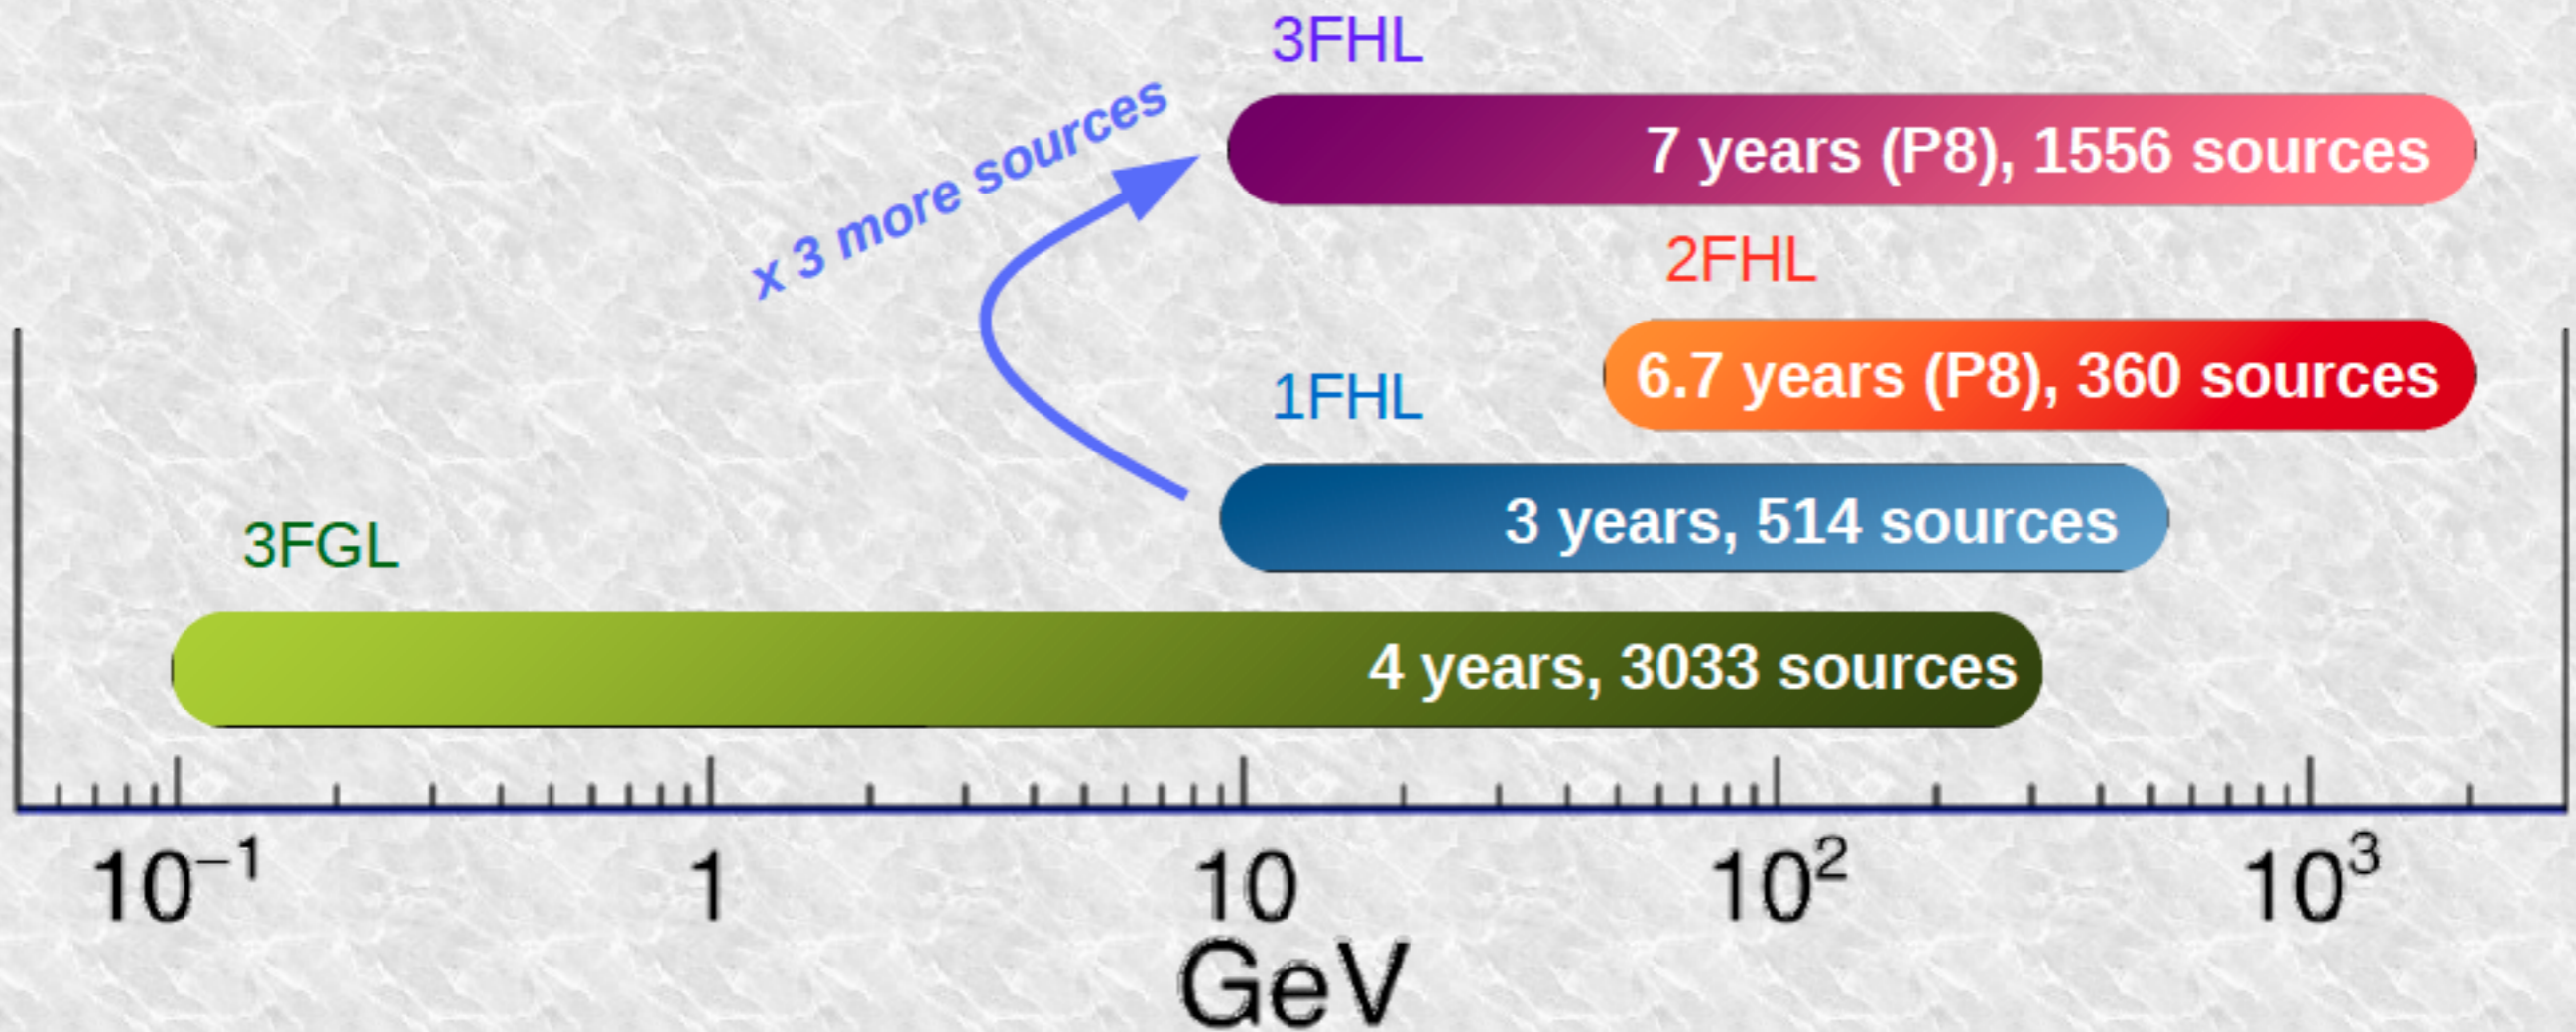 3FHL
7 years (P8), 1556 sources
x 3 more sources
2FHL
6.7 years (P8), 360 sources
1FHL
3 years, 514 sources
3FGL
4 years, 3033 sources
10⁻¹ 1 10 10² 10³
GeV